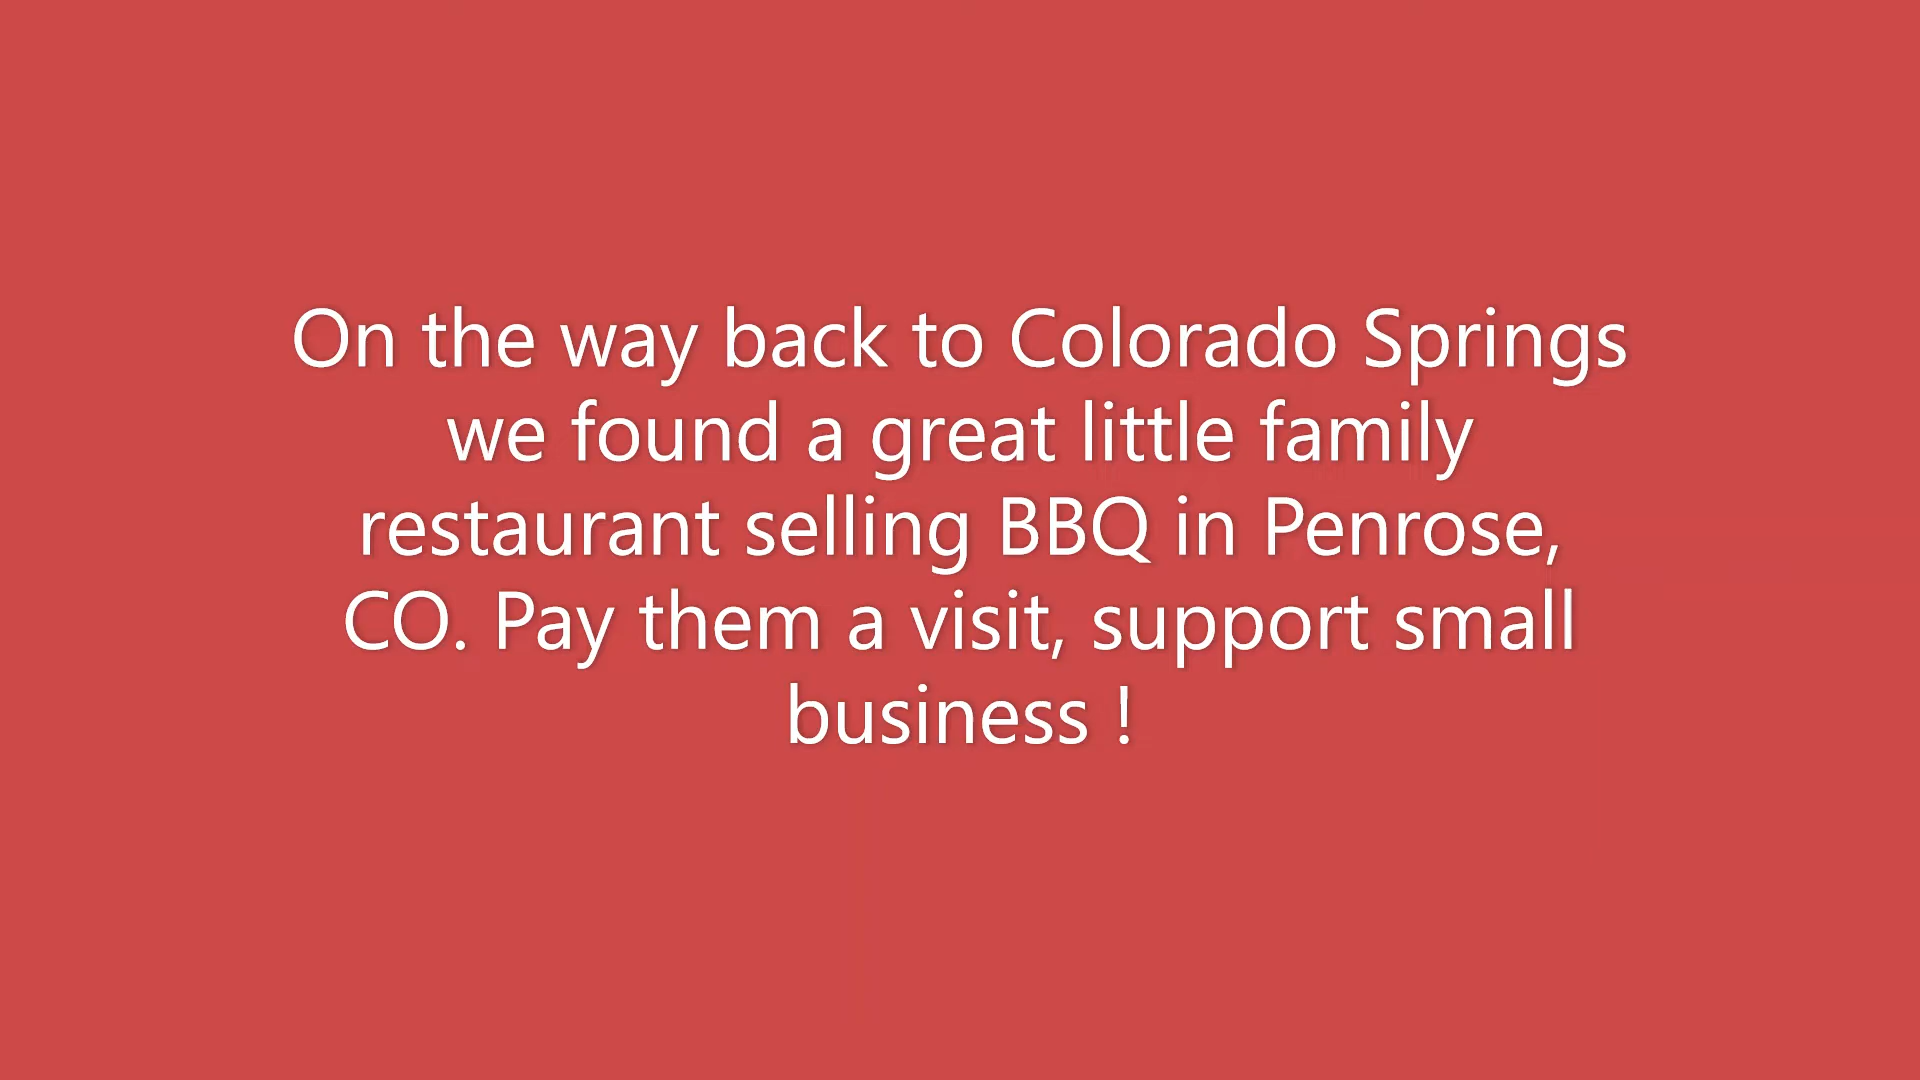 On the way back to Colorado Springs
we found a great little family
restaurant selling BBQ in Penrose,
CO. Pay them a visit, support small
business !